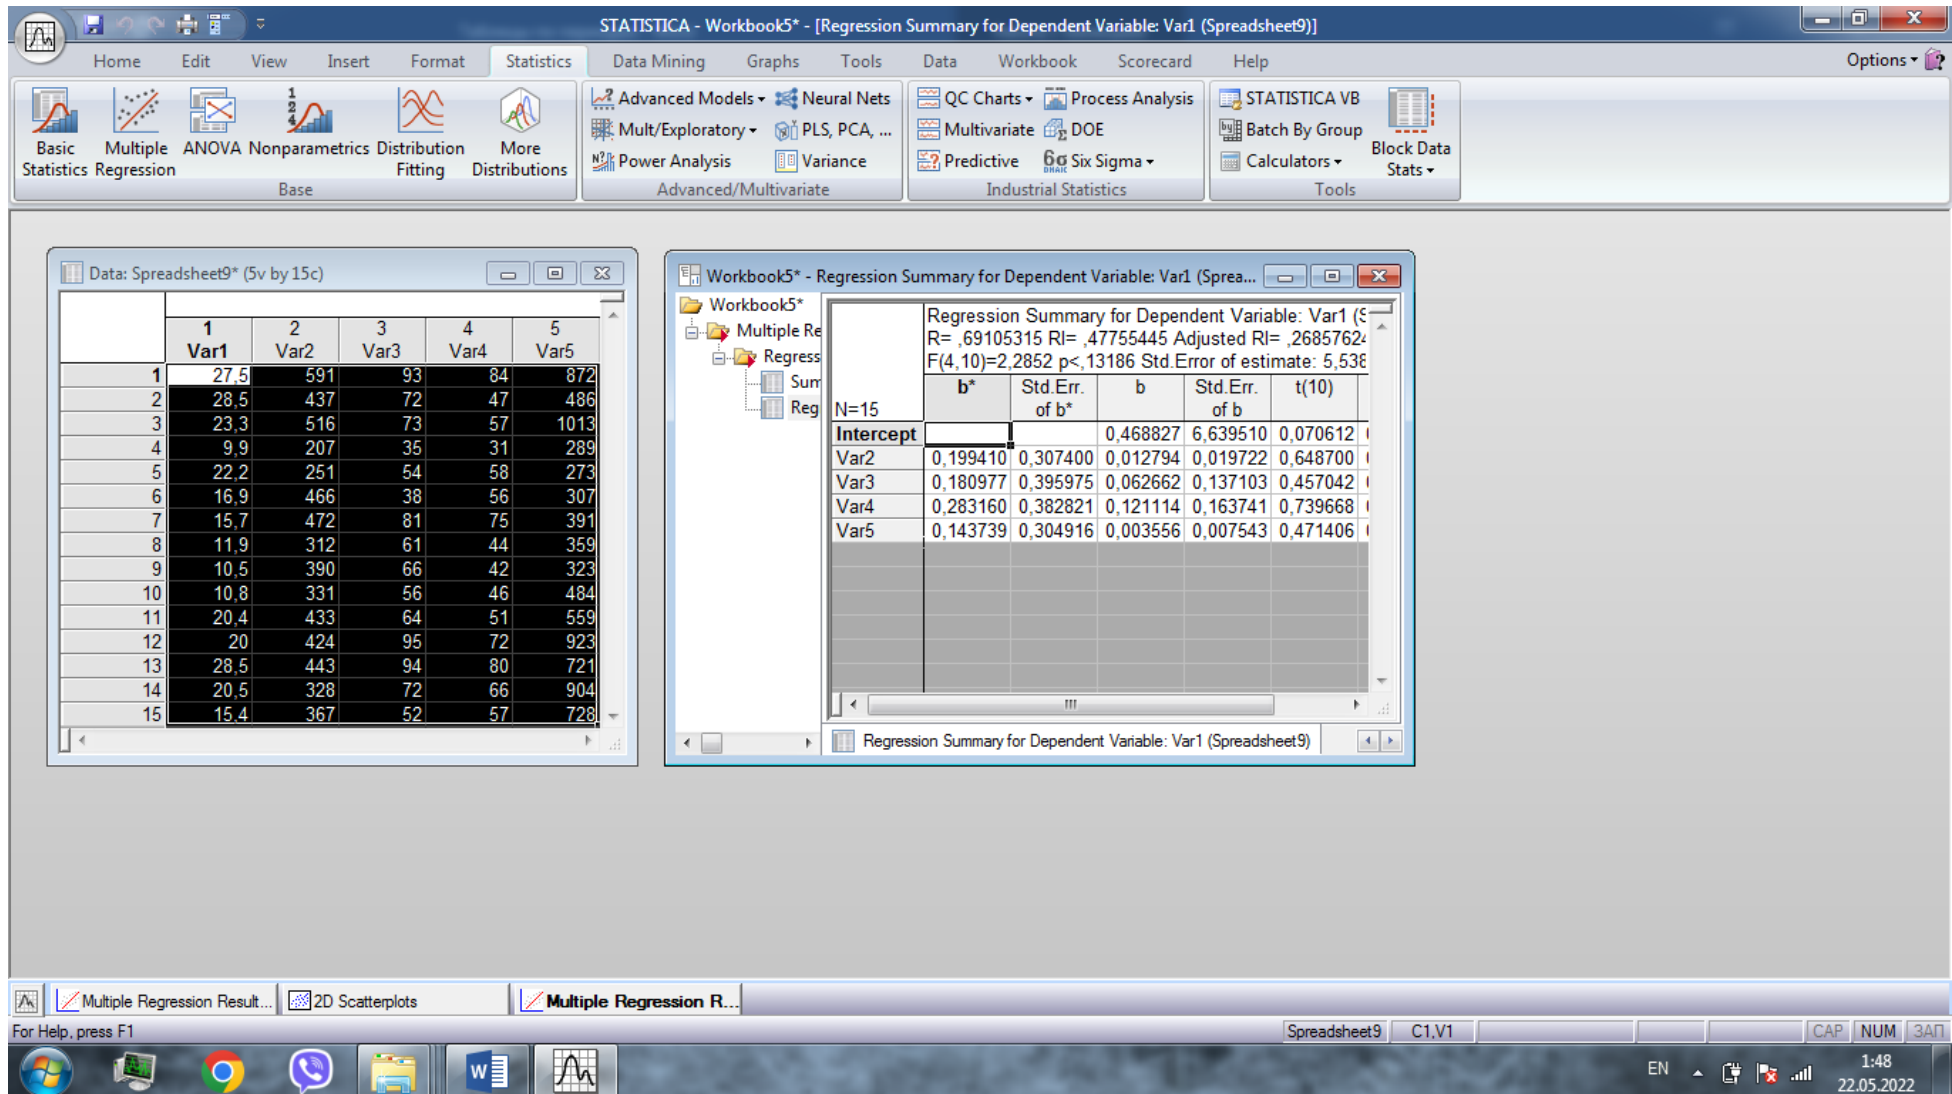 STATISTICA - Workbook5* - [Regression Summary for Dependent Variable: Var1 (Spreadsheet9)]
Home Edit View Insert Format Statistics Data Mining Graphs Tools Data Workbook Scorecard Help Options
Basic Statistics
Multiple Regression
ANOVA
Nonparametrics
Distribution Fitting
More Distributions
Base
Advanced Models Neural Nets
Mult/Exploratory PLS, PCA, ...
Power Analysis Variance
Advanced/Multivariate
QC Charts Process Analysis
Multivariate DOE
Predictive Six Sigma
Industrial Statistics
STATISTICA VB
Batch By Group
Calculators
Block Data Stats
Tools
Data: Spreadsheet9* (5v by 15c)
1 2 3 4 5
Var1 Var2 Var3 Var4 Var5
1 27,5 591 93 84 872
2 28,5 437 72 47 486
3 23,3 516 73 57 1013
4 9,9 207 35 31 289
5 22,2 251 54 58 273
6 16,9 466 38 56 307
7 15,7 472 81 75 391
8 11,9 312 61 44 359
9 10,5 390 66 42 323
10 10,8 331 56 46 484
11 20,4 433 64 51 559
12 20 424 95 72 923
13 28,5 443 94 80 721
14 20,5 328 72 66 904
15 15,4 367 52 57 728
Workbook5* - Regression Summary for Dependent Variable: Var1 (Sprea...
Workbook5*
Multiple Re
Regress
Sum
Reg
Regression Summary for Dependent Variable: Var1 (S
R= ,69105315 RI= ,47755445 Adjusted RI= ,26857624
F(4,10)=2,2852 p<,13186 Std.Error of estimate: 5,538
b* Std.Err. b Std.Err. t(10)
N=15 of b* of b
Intercept 0,468827 6,639510 0,070612
Var2 0,199410 0,307400 0,012794 0,019722 0,648700
Var3 0,180977 0,395975 0,062662 0,137103 0,457042
Var4 0,283160 0,382821 0,121114 0,163741 0,739668
Var5 0,143739 0,304916 0,003556 0,007543 0,471406
Regression Summary for Dependent Variable: Var1 (Spreadsheet9)
Multiple Regression Result... 2D Scatterplots Multiple Regression R...
For Help, press F1 Spreadsheet9 C1,V1 CAP NUM ЗАП
EN 1:48
22.05.2022